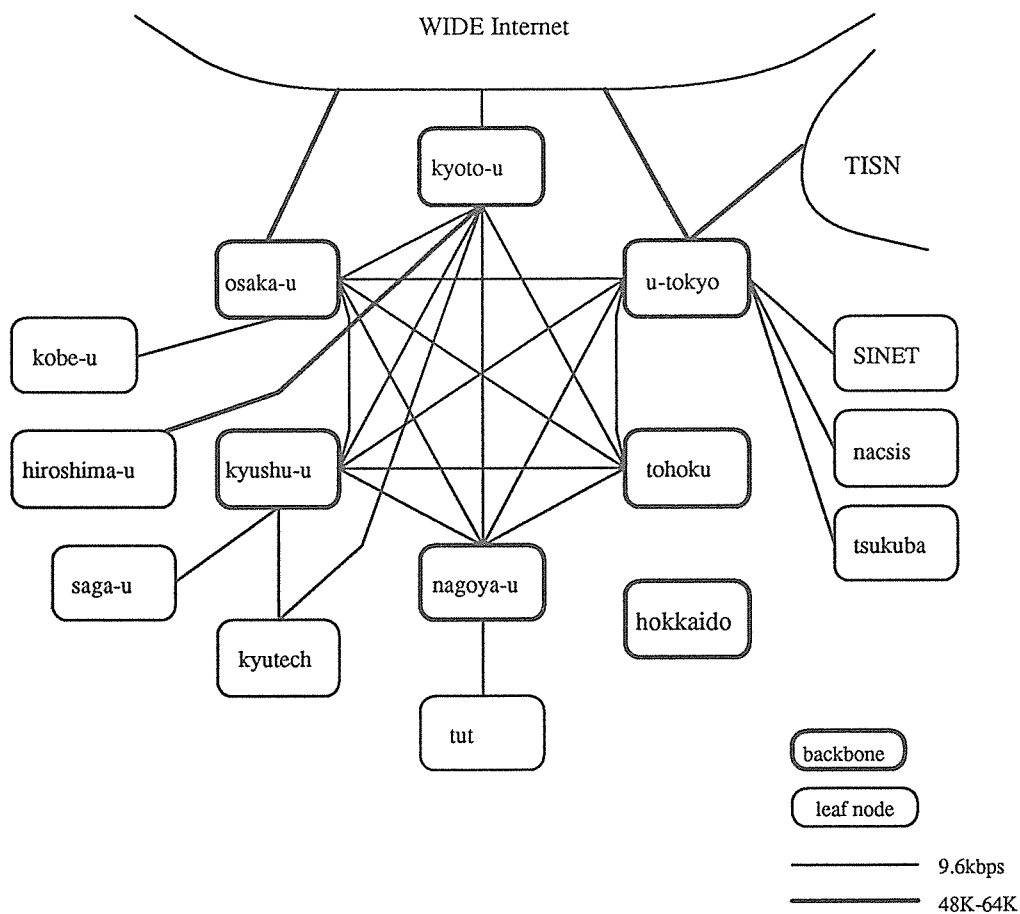 WIDE Internet
kyoto-u
TISN
osaka-u
u-tokyo
kobe-u
SINET
hiroshima-u
kyushu-u
tohoku
nacsis
saga-u
nagoya-u
tsukuba
hokkaido
kyutech
tut
backbone
leaf node
9.6kbps
48K-64K